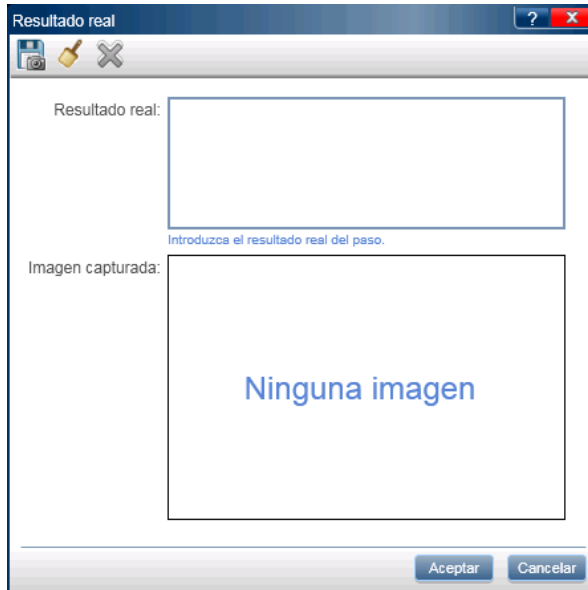 Resultado real
?
X
Resultado real:
Introduzca el resultado real del paso.
Imagen capturada:
Ninguna imagen
Aceptar
Cancelar